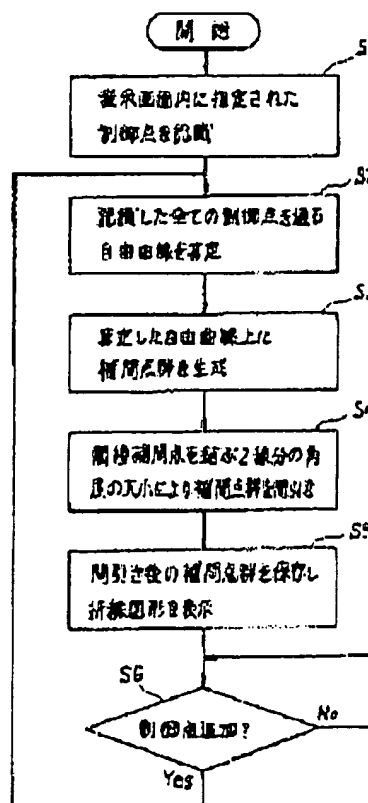 開始
S
表示画面内に指定された
制御点を認識
S2
認識した全ての制御点を通る
自由曲線を算定
S
算定した自由曲線上に
補間点群を生成
S4
隣接補間点を結ぶ2線分の角
度の大小により補間点群を間引き
S5
間引き後の補間点群を保存し
折線図形を表示
S6
制御点追加?
No
Yes